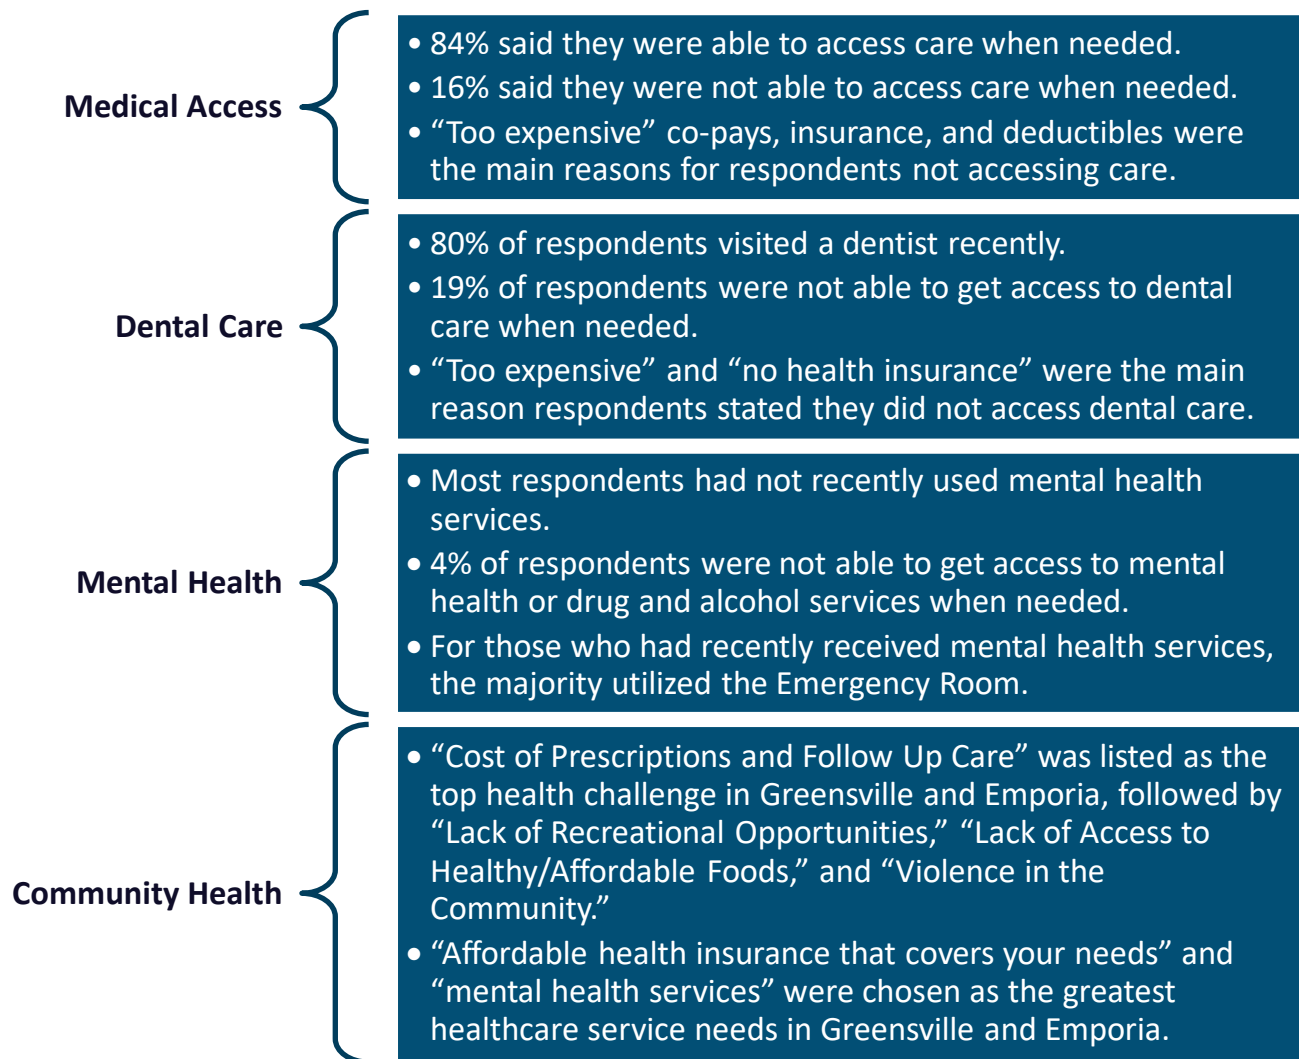 Medical Access
• 84% said they were able to access care when needed.
• 16% said they were not able to access care when needed.
• “Too expensive” co-pays, insurance, and deductibles were
the main reasons for respondents not accessing care.
Dental Care
• 80% of respondents visited a dentist recently.
• 19% of respondents were not able to get access to dental
care when needed.
• “Too expensive” and “no health insurance” were the main
reason respondents stated they did not access dental care.
Mental Health
• Most respondents had not recently used mental health
services.
• 4% of respondents were not able to get access to mental
health or drug and alcohol services when needed.
• For those who had recently received mental health services,
the majority utilized the Emergency Room.
Community Health
• “Cost of Prescriptions and Follow Up Care” was listed as the
top health challenge in Greensville and Emporia, followed by
“Lack of Recreational Opportunities,” “Lack of Access to
Healthy/Affordable Foods,” and “Violence in the
Community.”
• “Affordable health insurance that covers your needs” and
“mental health services” were chosen as the greatest
healthcare service needs in Greensville and Emporia.